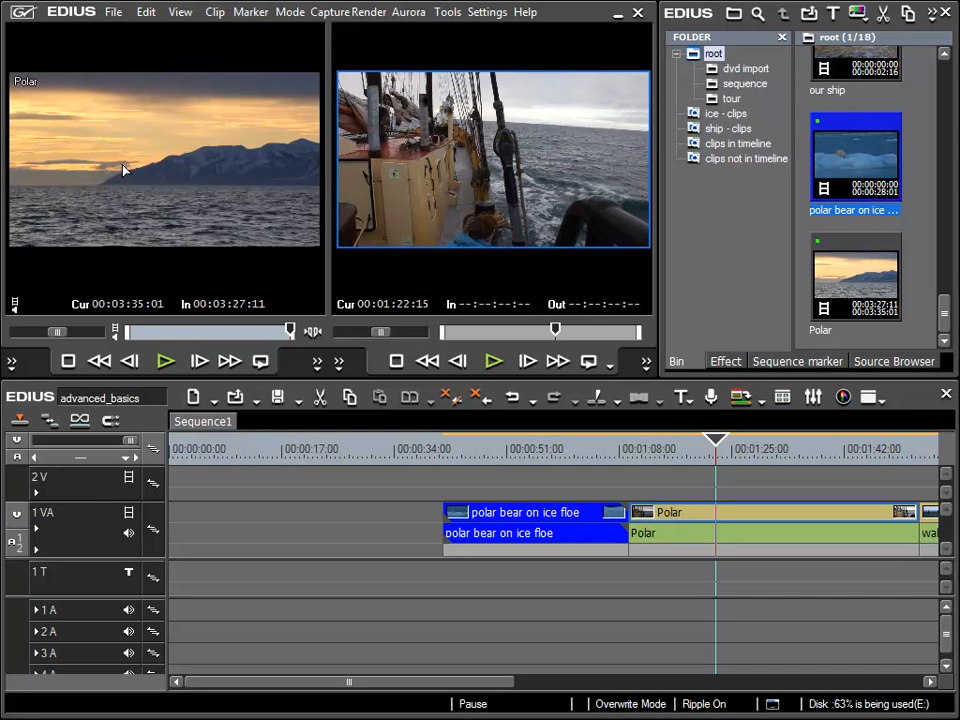 EDIUS File Edit View Clip Marker Mode Capture Render Aurora Tools Settings Help
Polar
Cur 00:03:35:01 In 00:03:27:11
Cur 00:01:22:15 In --:--:--:-- Out --:--:--:--
EDIUS
FOLDER
root
dvd import
sequence
tour
ice - clips
ship - clips
clips in timeline
clips not in timeline
root (1/18)
00:00:00:00
00:00:02:16
our ship
00:00:00:00
00:00:28:01
polar bear on ice ...
00:03:27:11
00:03:35:01
Polar
Bin Effect Sequence marker Source Browser
EDIUS advanced_basics
Sequence1
00:00:00:00 00:00:17:00 00:00:34:00 00:00:51:00 00:01:08:00 00:01:25:00 00:01:42:00
2 V
1 VA
polar bear on ice floe Polar
polar bear on ice floe Polar wal
1 T
1 A
2 A
3 A
Pause Overwrite Mode Ripple On Disk :63% is being used(E:)